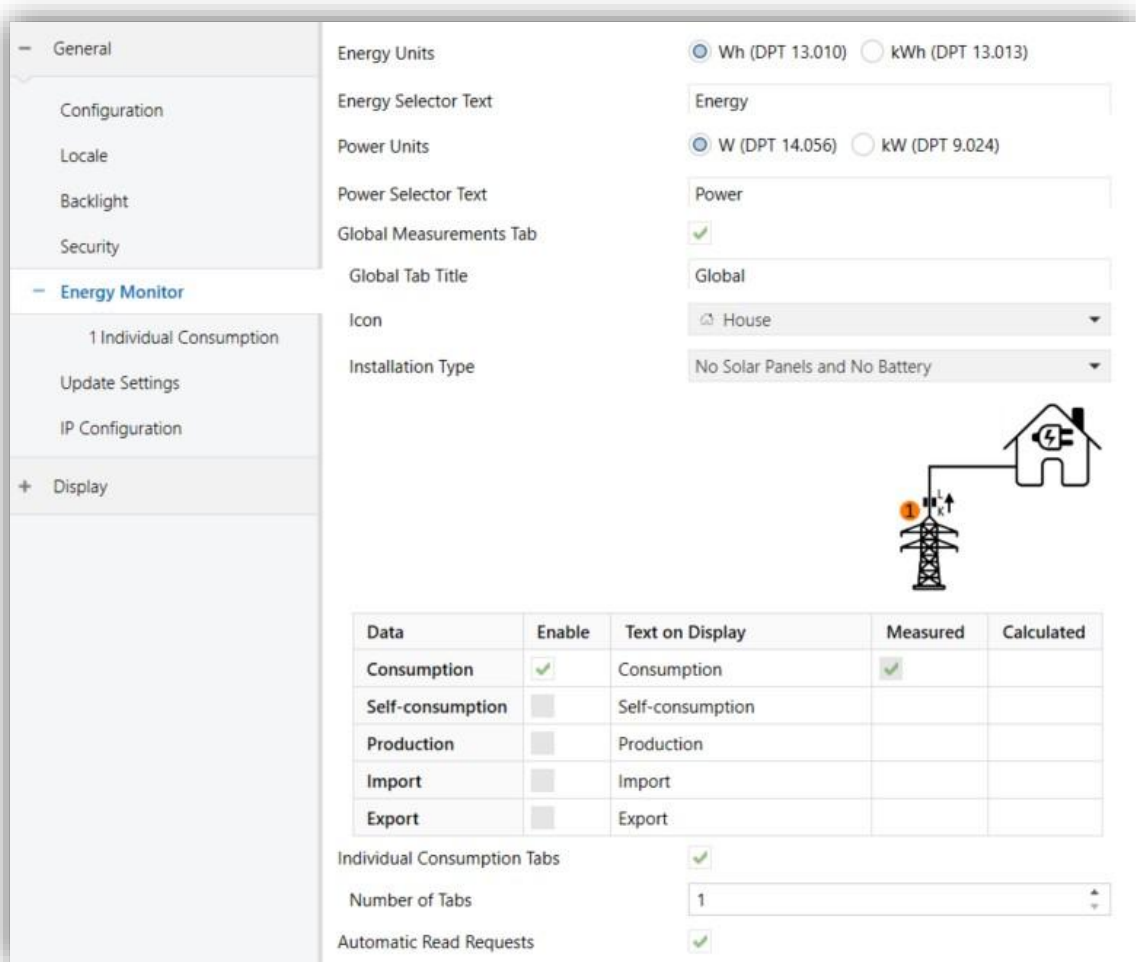 General
Configuration
Locale
Backlight
Security
Energy Monitor
1 Individual Consumption
Update Settings
IP Configuration
Display
Energy Units Wh (DPT 13.010) kWh (DPT 13.013)
Energy Selector Text Energy
Power Units W (DPT 14.056) kW (DPT 9.024)
Power Selector Text Power
Global Measurements Tab
Global Tab Title Global
Icon House
Installation Type No Solar Panels and No Battery
L
1 K
Data Enable Text on Display Measured Calculated
Consumption Consumption
Self-consumption Self-consumption
Production Production
Import Import
Export Export
Individual Consumption Tabs
Number of Tabs 1
Automatic Read Requests